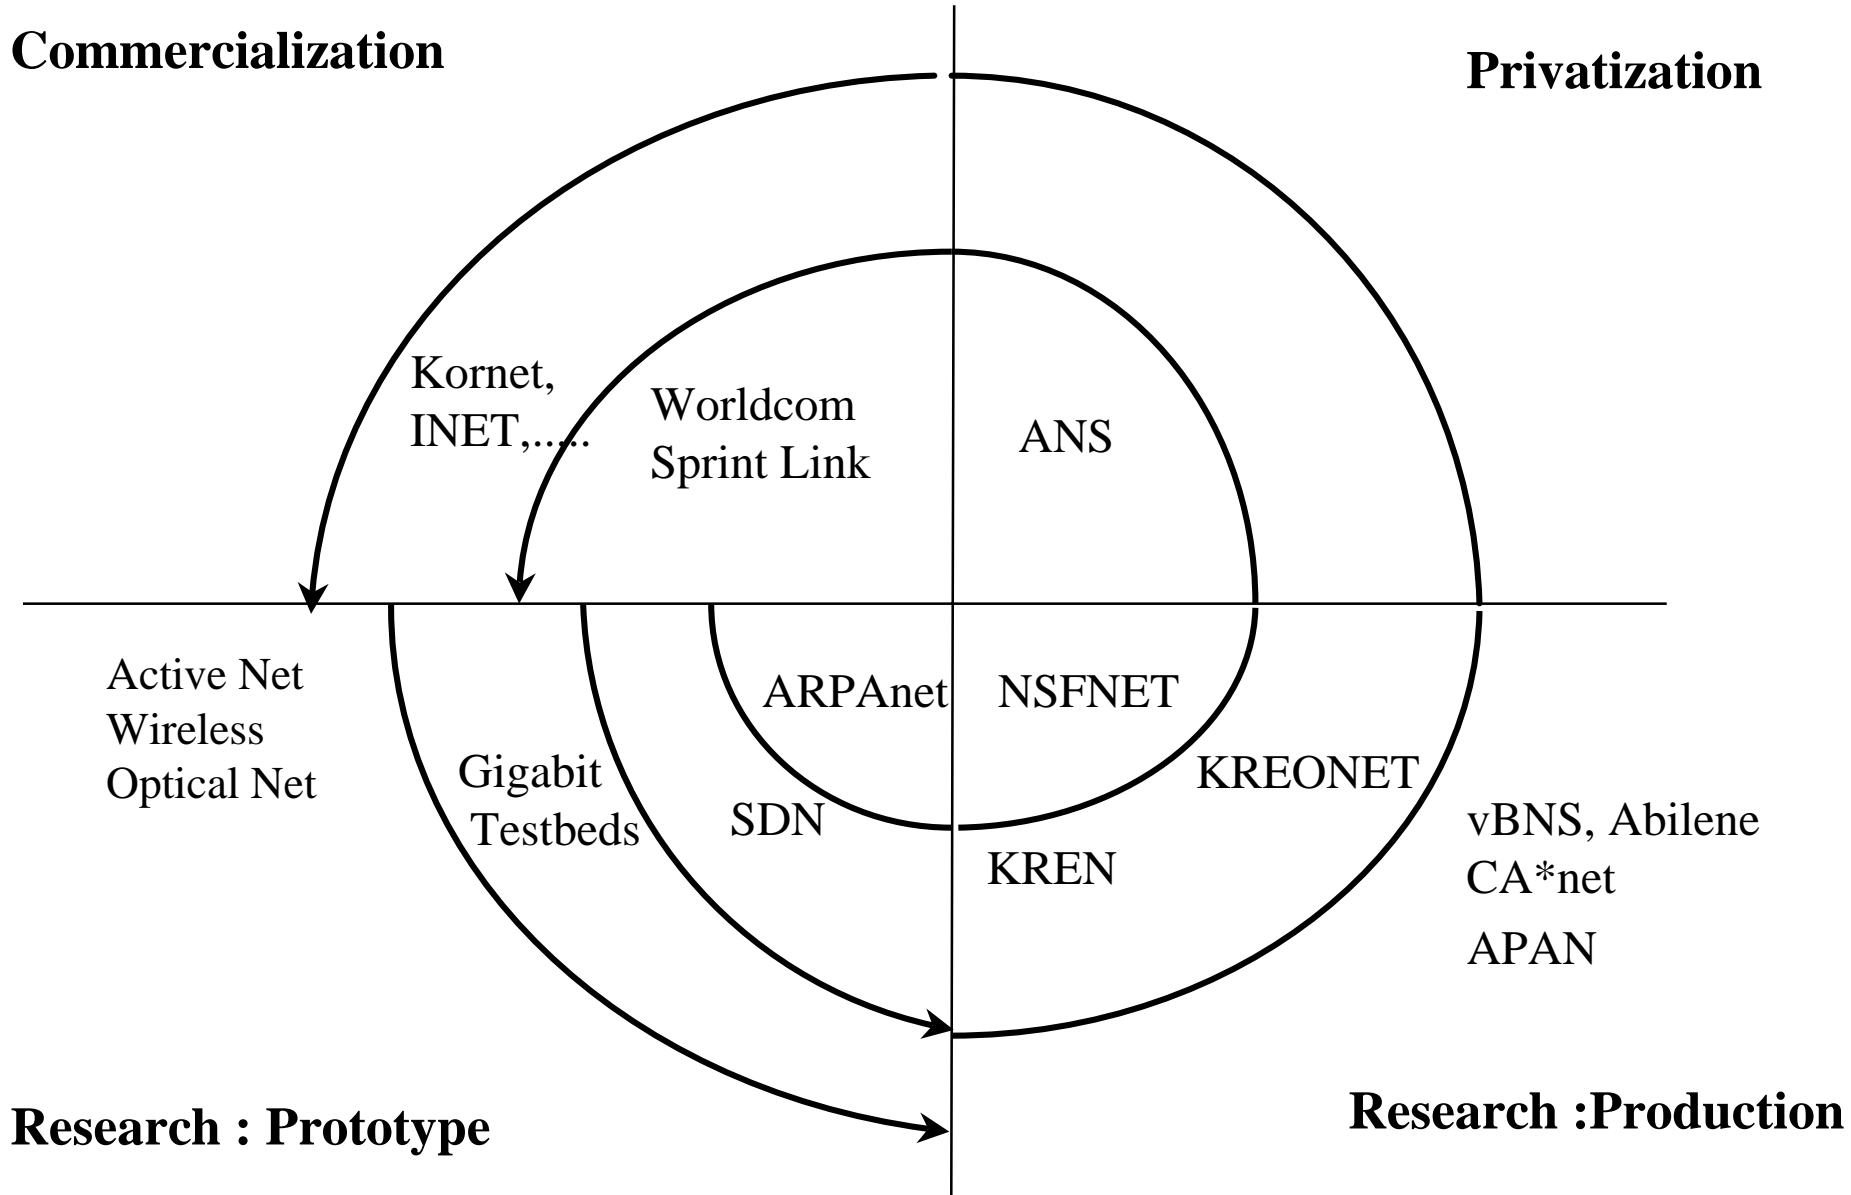 Commercialization
Privatization
Kornet,
INET,.....
Worldcom
Sprint Link
ANS
Active Net
Wireless
Optical Net
Gigabit
Testbeds
ARPAnet
SDN
NSFNET
KREN
KREONET
vBNS, Abilene
CA*net
APAN
Research : Prototype
Research :Production